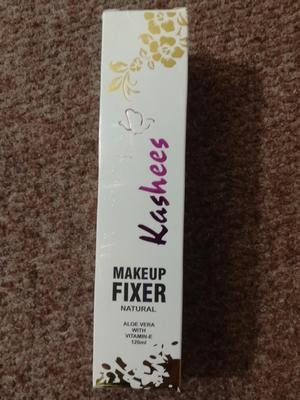 Kashees
MAKEUP
FIXER
NATURAL
ALOE VERA
WITH
VITAMIN-E
120ml